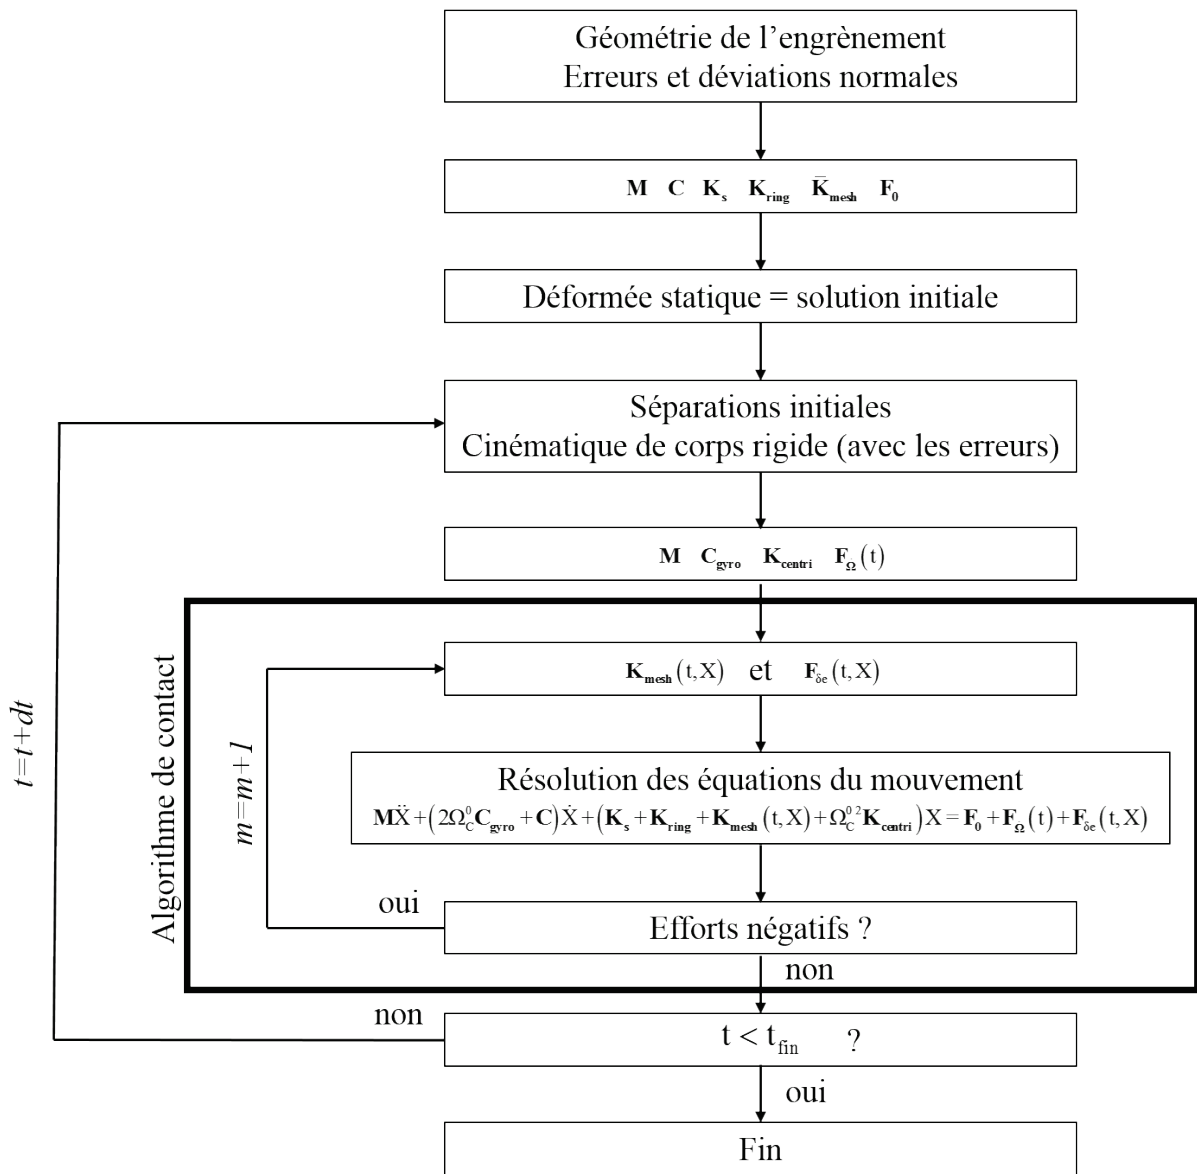 Géométrie de l’engrènement
Erreurs et déviations normales
M C K_s K_ring K̄_mesh F_0
Déformée statique = solution initiale
Séparations initiales
Cinématique de corps rigide (avec les erreurs)
M C_gyro K_centri F_Ω̇(t)
Algorithme de contact
t=t+dt
m=m+1
K_mesh(t,X) et F_δe(t,X)
Résolution des équations du mouvement
MẌ+(2Ω_C^0 C_gyro+C)Ẋ+(K_s+K_ring+K_mesh(t,X)+Ω_C^0 ^2 K_centri)X=F_0+F_Ω̇(t)+F_δe(t,X)
oui
Efforts négatifs ?
non
non
t < t_fin ?
oui
Fin